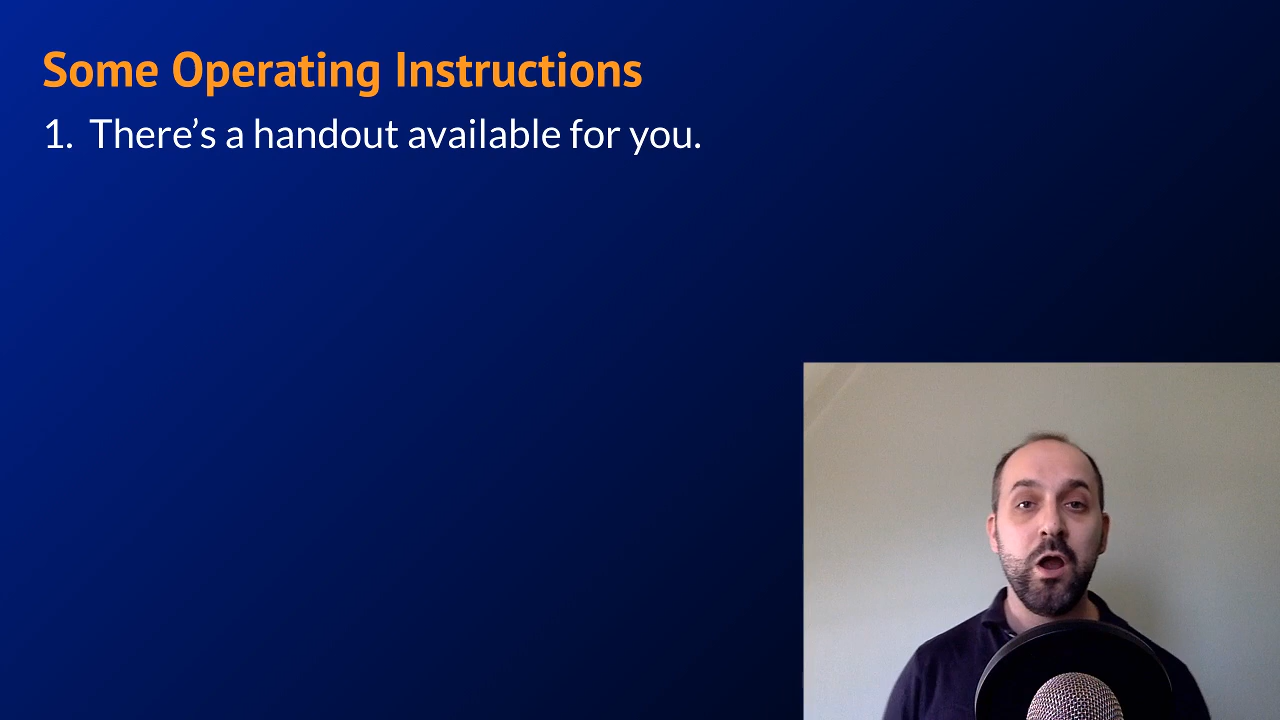 Some Operating Instructions
1. There’s a handout available for you.